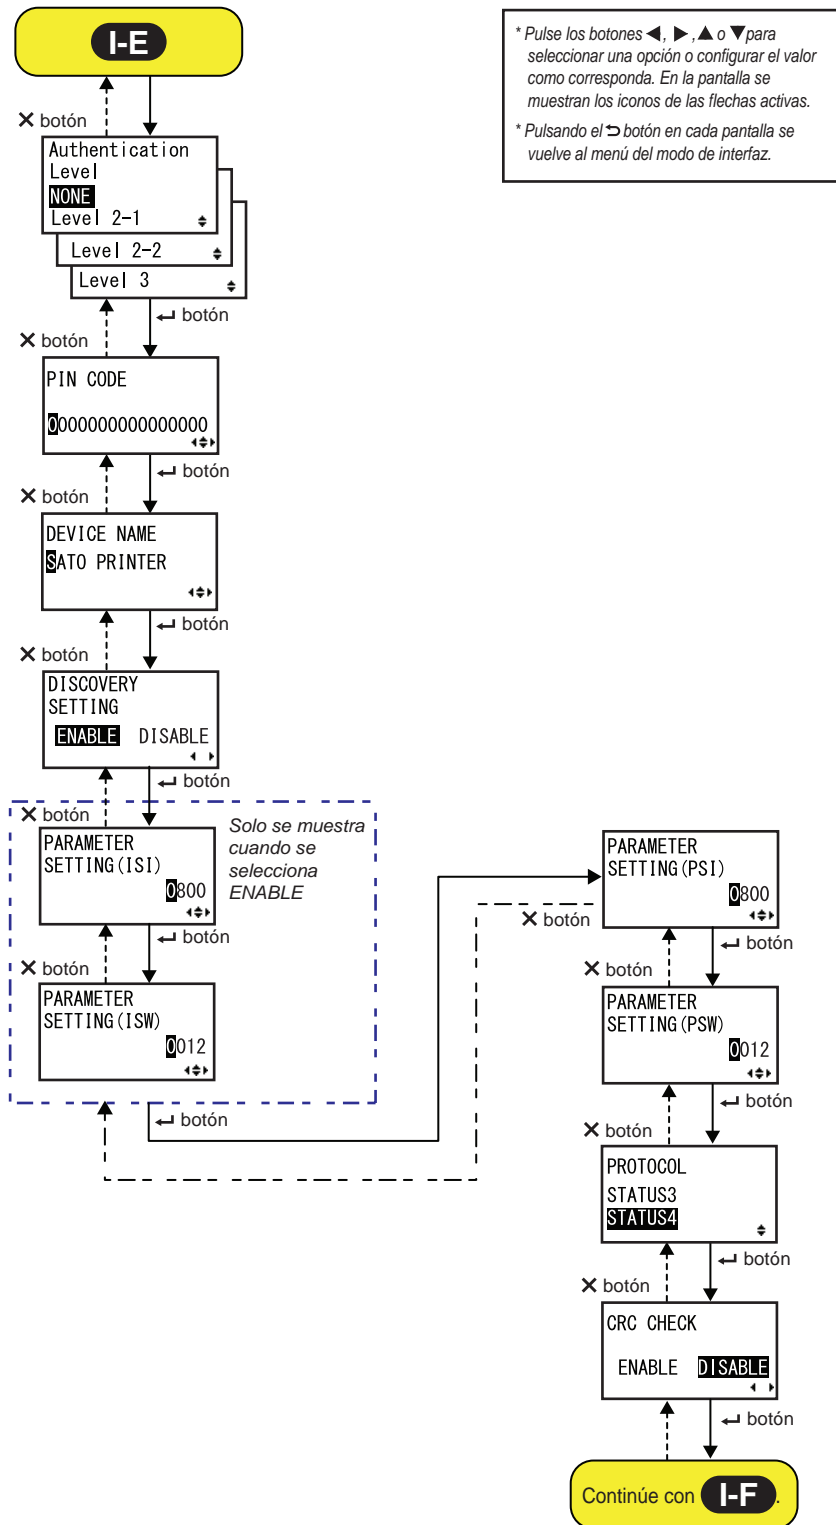 I-E
* Pulse los botones ◀, ▶, ▲ o ▼ para
seleccionar una opción o configurar el valor
como corresponda. En la pantalla se
muestran los iconos de las flechas activas.
* Pulsando el ⮌ botón en cada pantalla se
vuelve al menú del modo de interfaz.
✕ botón
Authentication
Level
NONE
Level 2-1
Level 2-2
Level 3
↵ botón
✕ botón
PIN CODE
0000000000000000
↵ botón
✕ botón
DEVICE NAME
SATO PRINTER
↵ botón
✕ botón
DISCOVERY
SETTING
ENABLE DISABLE
↵ botón
✕ botón
Solo se muestra
cuando se
selecciona
ENABLE
PARAMETER
SETTING(ISI)
0800
↵ botón
✕ botón
PARAMETER
SETTING(ISW)
0012
↵ botón
PARAMETER
SETTING(PSI)
0800
✕ botón
↵ botón
✕ botón
PARAMETER
SETTING(PSW)
0012
↵ botón
✕ botón
PROTOCOL
STATUS3
STATUS4
↵ botón
✕ botón
CRC CHECK
ENABLE DISABLE
↵ botón
Continúe con I-F.